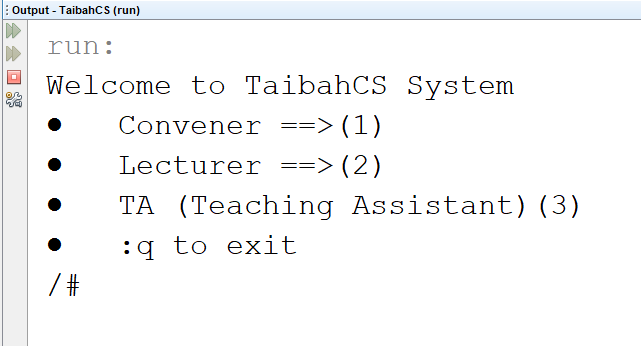 Output - TaibahCS (run)
run:
Welcome to TaibahCS System
● Convener ==>(1)
● Lecturer ==>(2)
● TA (Teaching Assistant)(3)
● :q to exit
/#